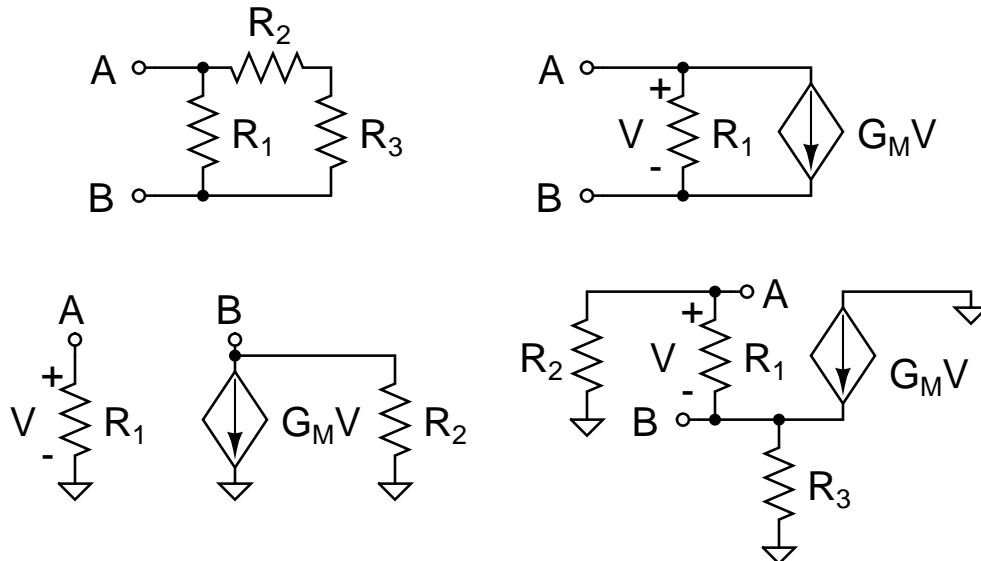 R2
A
R1
R3
B
A
+
V
R1
-
GMV
B
A
+
V
R1
-
B
GMV
R2
A
R2
+
V
R1
-
GMV
B
R3